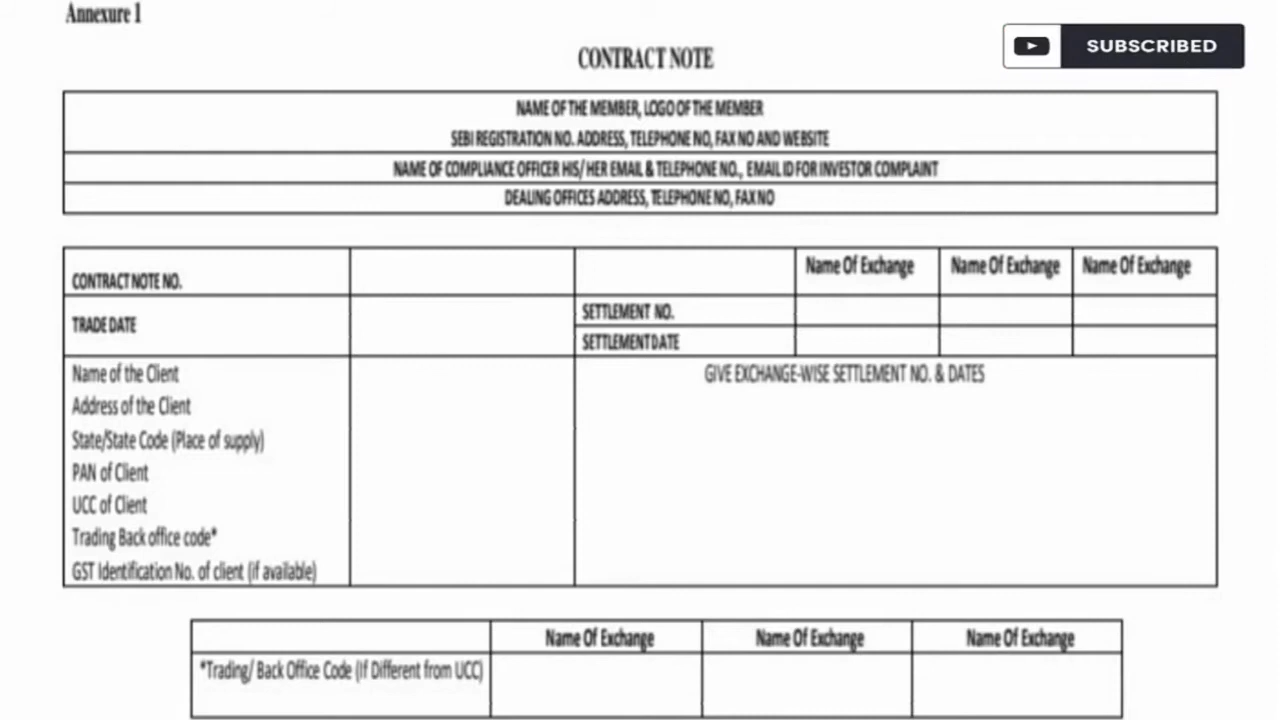 Annexure 1
SUBSCRIBED
CONTRACT NOTE
NAME OF THE MEMBER, LOGO OF THE MEMBER
SEBI REGISTRATION NO. ADDRESS, TELEPHONE NO, FAX NO AND WEBSITE
NAME OF COMPLIANCE OFFICER HIS/ HER EMAIL & TELEPHONE NO., EMAIL ID FOR INVESTOR COMPLAINT
DEALING OFFICES ADDRESS, TELEPHONE NO, FAX NO
CONTRACT NOTE NO. Name Of Exchange Name Of Exchange Name Of Exchange
TRADE DATE
SETTLEMENT NO.
SETTLEMENT DATE
Name of the Client
GIVE EXCHANGE-WISE SETTLEMENT NO. & DATES
Address of the Client
State/State Code (Place of supply)
PAN of Client
UCC of Client
Trading Back office code*
GST Identification No. of client (if available)
Name Of Exchange Name Of Exchange Name Of Exchange
*Trading/ Back Office Code (If Different from UCC)